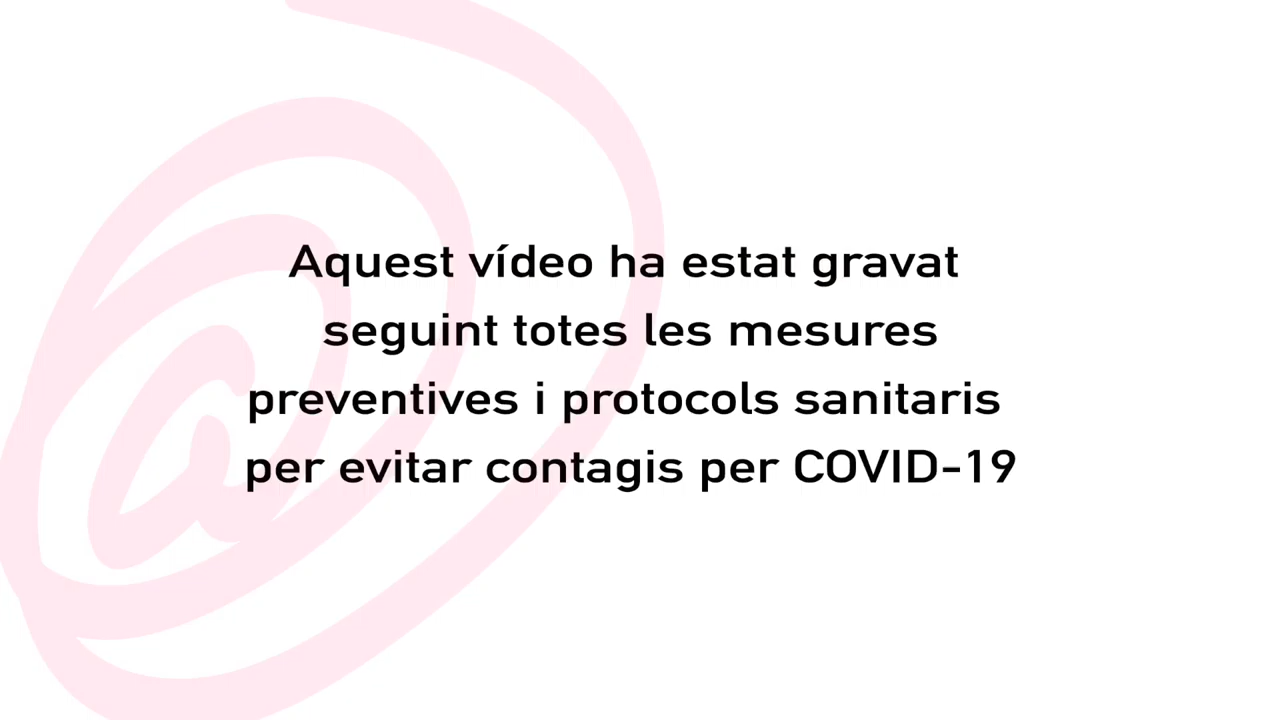 Aquest vídeo ha estat gravat
seguint totes les mesures
preventives i protocols sanitaris
per evitar contagis per COVID-19